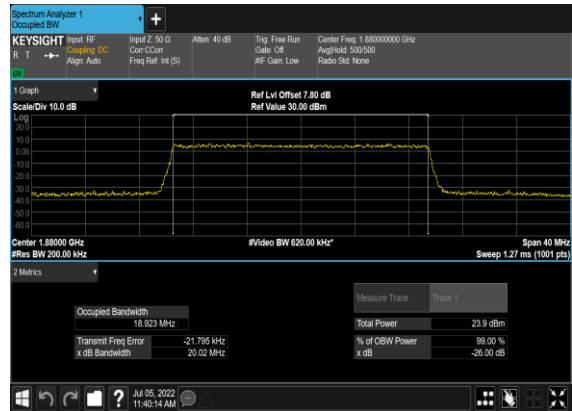 Spectrum Analyzer 1
Occupied BW
KEYSIGHT Input: RF Input Z: 50 Ω Atten: 40 dB Trig: Free Run Center Freq: 1.880000000 GHz
R T Coupling: DC Corr CCorr Gate: Off Avg|Hold: 500/500
Align: Auto Freq Ref: Int (S) #IF Gain: Low Radio Std: None
1 Graph
Ref Lvl Offset 7.80 dB
Scale/Div 10.0 dB Ref Value 30.00 dBm
Log
20.0
10.0
0.00
-10.0
-20.0
-30.0
-40.0
-50.0
-60.0
Center 1.88000 GHz #Video BW 620.00 kHz* Span 40 MHz
#Res BW 200.00 kHz Sweep 1.27 ms (1001 pts)
2 Metrics
Measure Trace Trace 1
Occupied Bandwidth
18.923 MHz Total Power 23.9 dBm
Transmit Freq Error -21.795 kHz % of OBW Power 99.00 %
x dB Bandwidth 20.02 MHz x dB -26.00 dB
Jul 05, 2022
11:40:14 AM